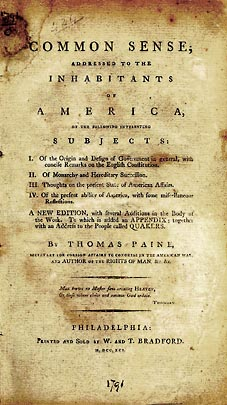 COMMON SENSE;
ADDRESSED TO THE
INHABITANTS
OF
AMERICA,
ON THE FOLLOWING INTERESTING
SUBJECTS:
I. Of the Origin and Design of Government in general, with
concise Remarks on the English Constitution.
II. Of Monarchy and Hereditary Succession.
III. Thoughts on the present State of American Affairs.
IV. Of the present Ability of America, with some miscellaneous
Reflections.
A NEW EDITION, with several Additions in the Body of
the Work. To which is added an APPENDIX; together
with an Address to the People called QUAKERS.
By THOMAS PAINE,
SECRETARY FOR FOREIGN AFFAIRS TO CONGRESS IN THE AMERICAN WAR,
AND AUTHOR OF THE RIGHTS OF MAN, &c. &c.
Man knows no Master save creating HEAVEN,
Or those whom choice and common Good ordain.
THOMSON.
PHILADELPHIA:
PRINTED AND SOLD BY W. AND T. BRADFORD.
M,DCC,XCI.
1791